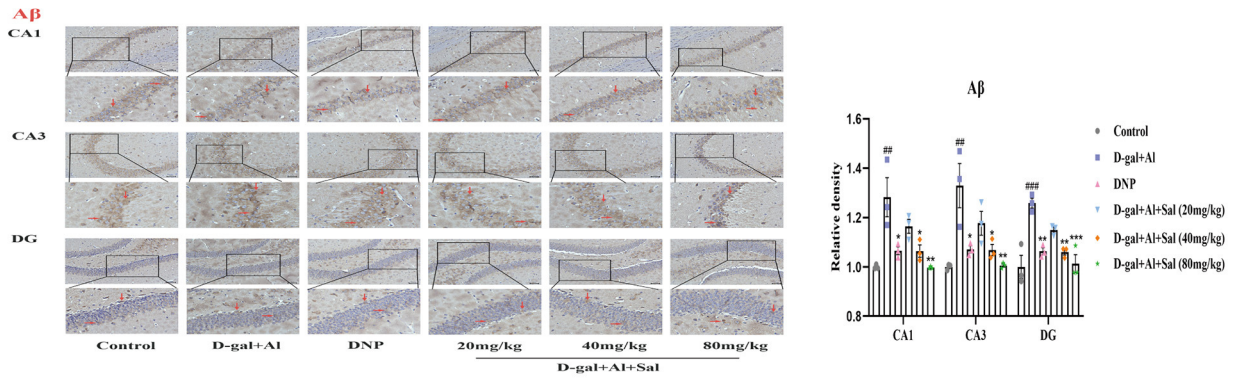 Aβ
CA1
CA3
DG
Control
D-gal+Al
DNP
20mg/kg
40mg/kg
80mg/kg
D-gal+Al+Sal
Aβ
Relative density
1.6
1.4
1.2
1.0
0.8
##
*
*
**
##
*
*
**
###
**
**
***
CA1
CA3
DG
Control
D-gal+Al
DNP
D-gal+Al+Sal (20mg/kg)
D-gal+Al+Sal (40mg/kg)
D-gal+Al+Sal (80mg/kg)